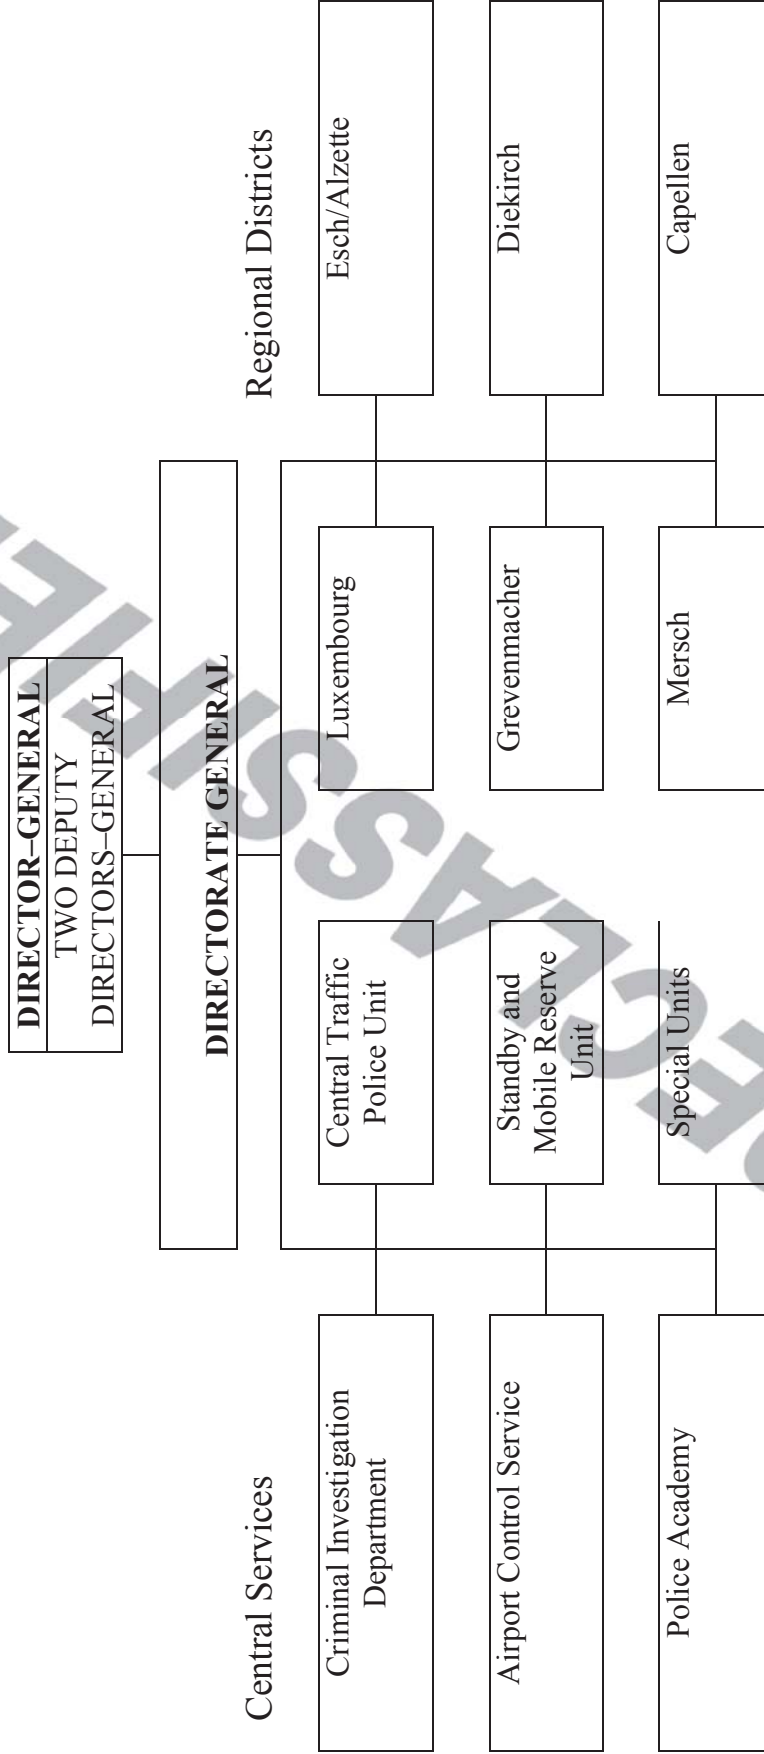 DIRECTOR–GENERAL
TWO DEPUTY
DIRECTORS–GENERAL
DIRECTORATE GENERAL
Central Services
Regional Districts
Criminal Investigation
Department
Central Traffic
Police Unit
Luxembourg
Esch/Alzette
Airport Control Service
Standby and
Mobile Reserve
Unit
Grevenmacher
Diekirch
Police Academy
Special Units
Mersch
Capellen
DECLASSIFIED